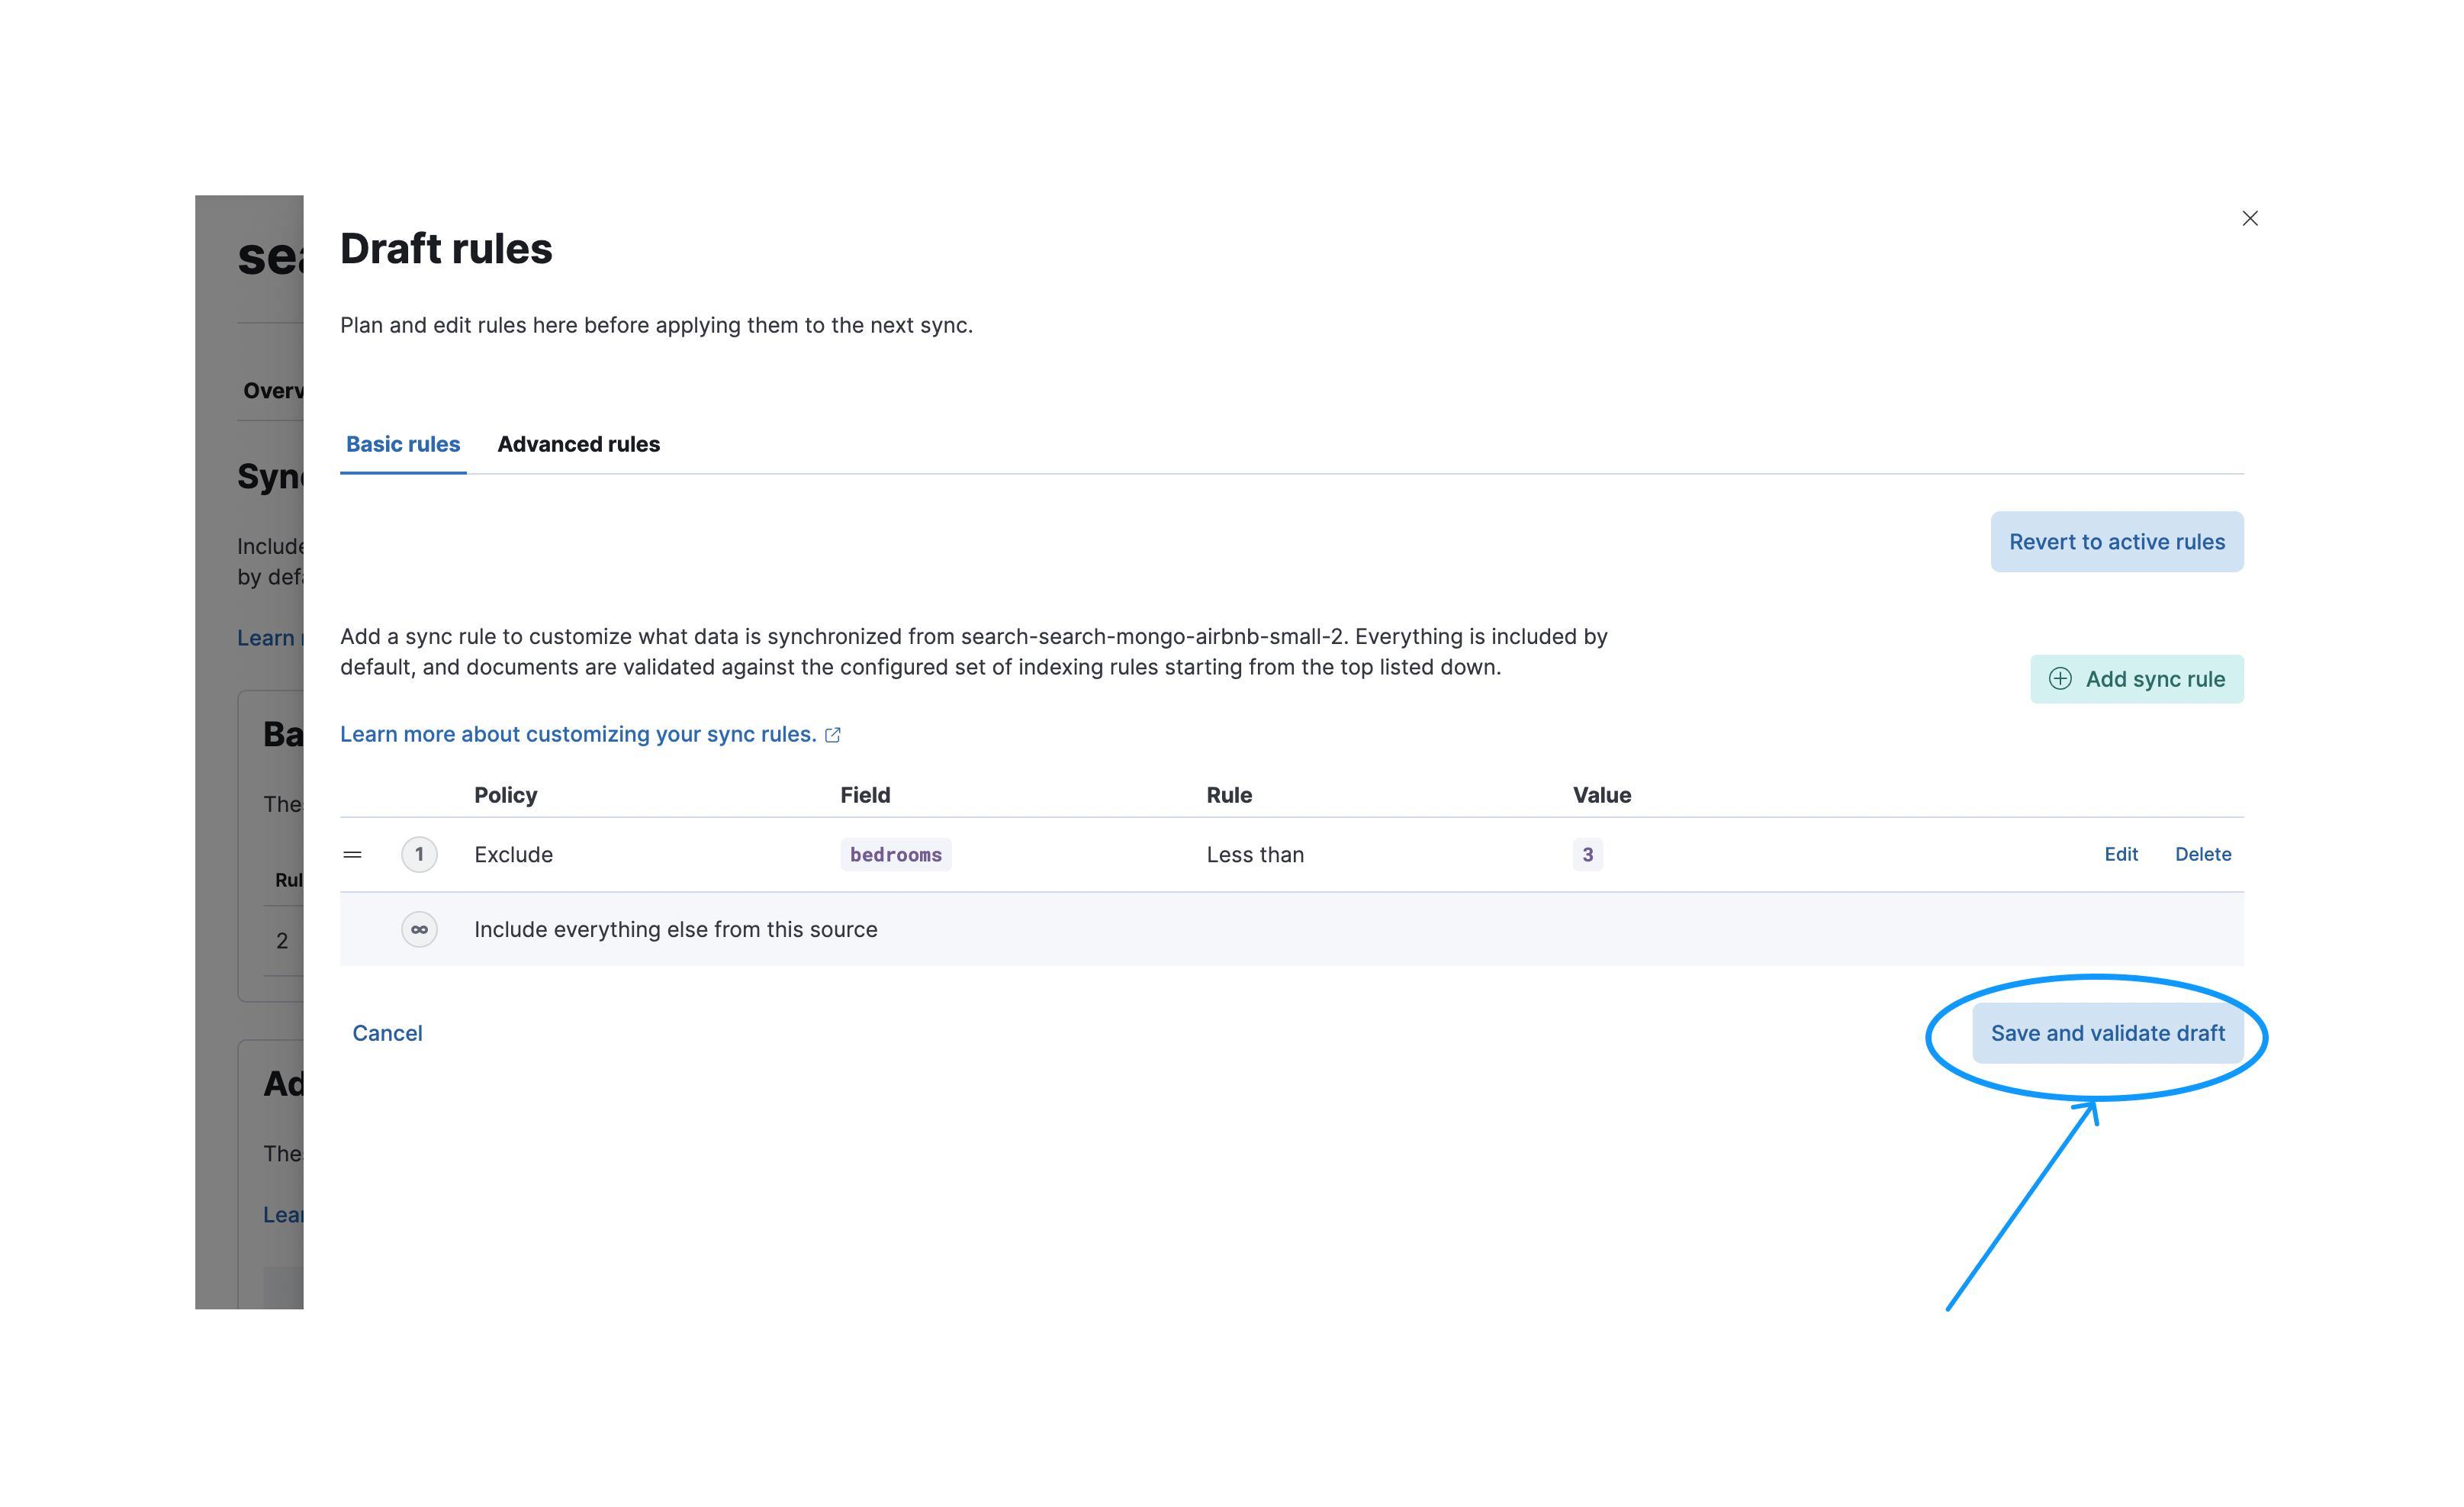 sea
Overv
Sync
Include
by defa
Learn
Ba
The
Rul
2
Ad
The
Lear
Draft rules
Plan and edit rules here before applying them to the next sync.
Basic rules Advanced rules
Revert to active rules
Add a sync rule to customize what data is synchronized from search-search-mongo-airbnb-small-2. Everything is included by
default, and documents are validated against the configured set of indexing rules starting from the top listed down.
Add sync rule
Learn more about customizing your sync rules.
Policy Field Rule Value
1 Exclude bedrooms Less than 3 Edit Delete
∞ Include everything else from this source
Cancel Save and validate draft